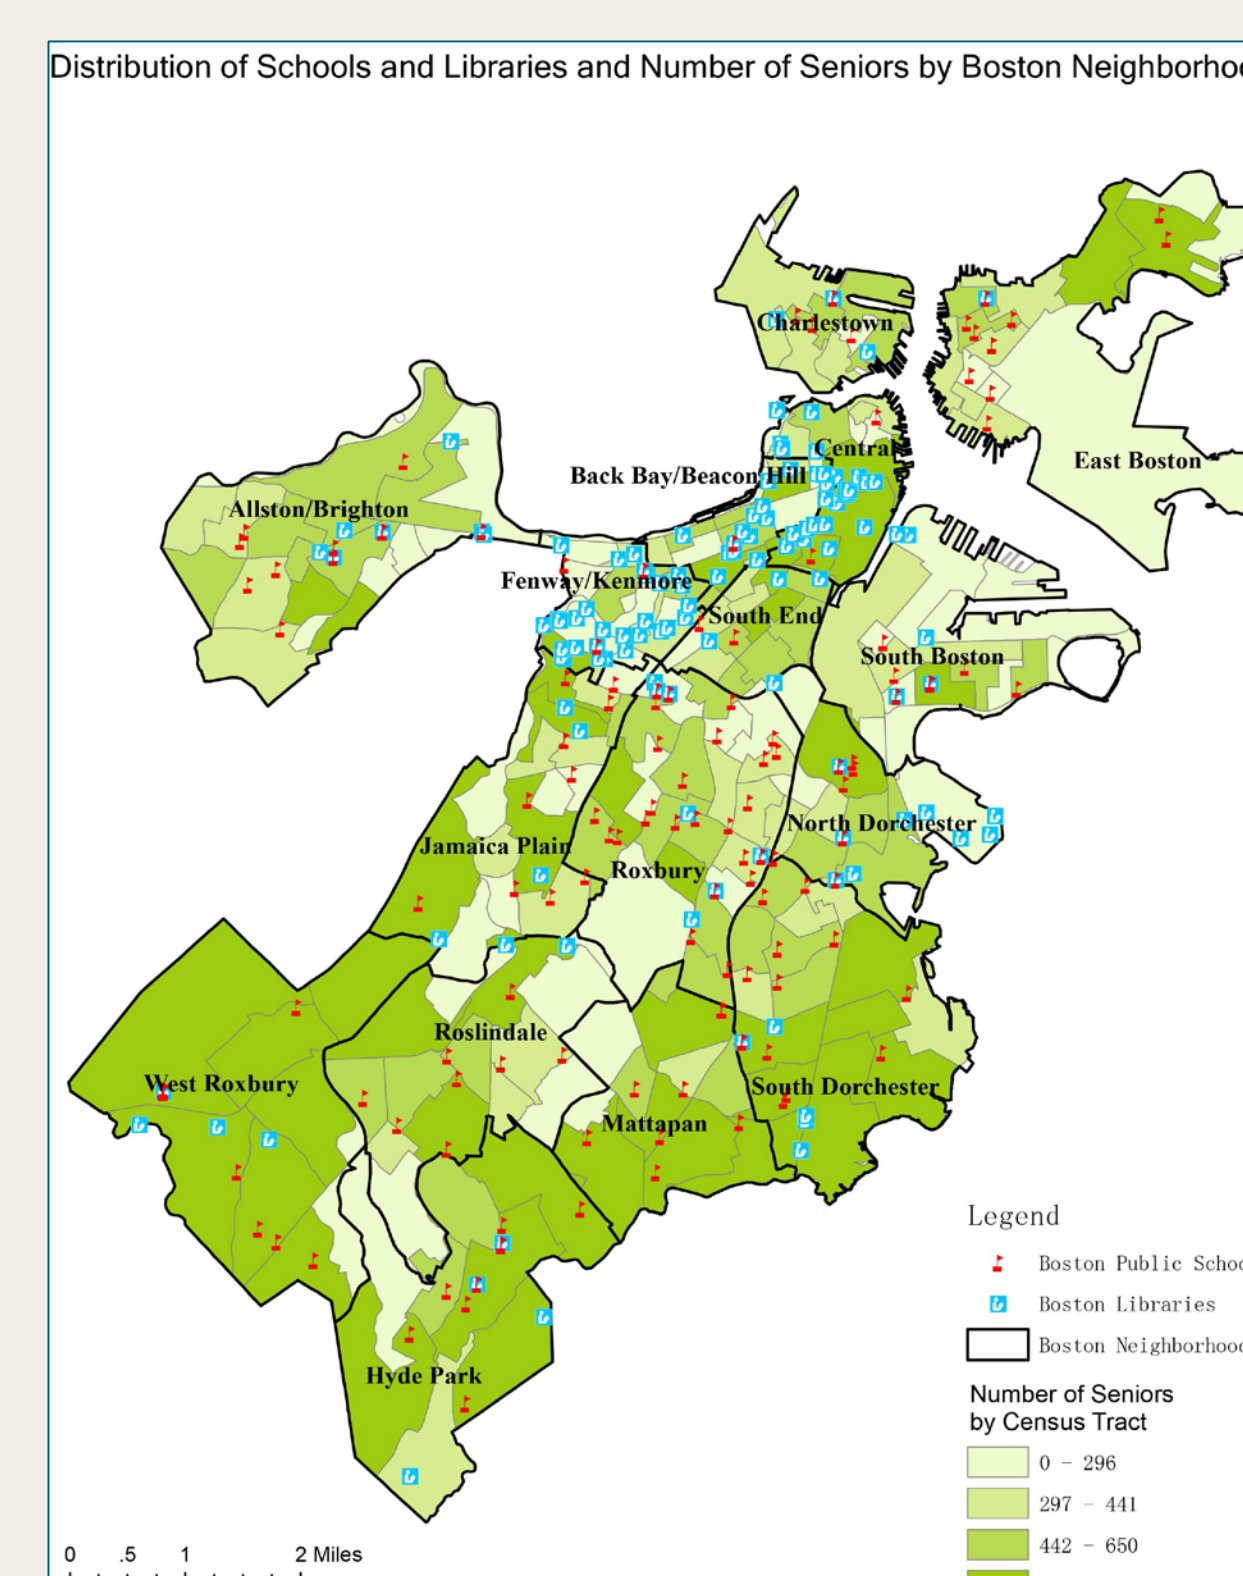 Distribution of Schools and Libraries and Number of Seniors by Boston Neighborhoo
Charlestown
Central
Back Bay/Beacon Hill
East Boston
Allston/Brighton
Fenway/Kenmore
South End
South Boston
North Dorchester
Jamaica Plain
Roxbury
Roslindale
West Roxbury
South Dorchester
Mattapan
Hyde Park
Legend
Boston Public Schoo
Boston Libraries
Boston Neighborhood
Number of Seniors
by Census Tract
0 - 296
297 - 441
442 - 650
0 .5 1 2 Miles